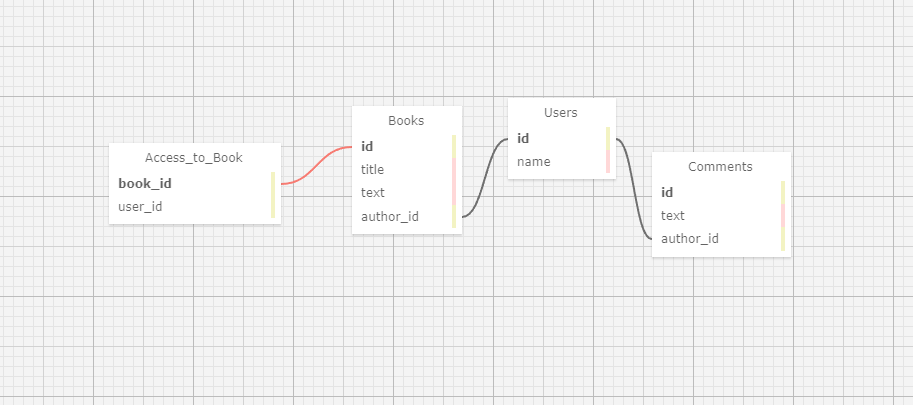 Access_to_Book
book_id
user_id
Books
id
title
text
author_id
Users
id
name
Comments
id
text
author_id